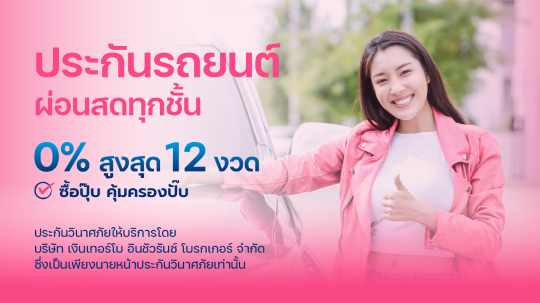 ประกันรถยนต์
ผ่อนสดทุกชั้น
0% สูงสุด 12 งวด
ซื้อปุ๊บ คุ้มครองปั๊บ
ประกันวินาศภัยให้บริการโดย
บริษัท เงินเทอร์โบ อินชัวรันซ์ โบรกเกอร์ จำกัด
ซึ่งเป็นเพียงนายหน้าประกันวินาศภัยเท่านั้น